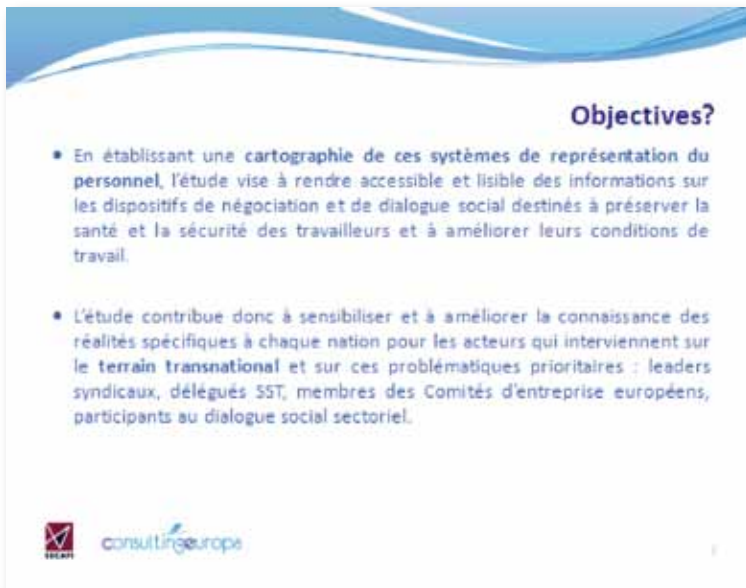 Objectives?
• En établissant une cartographie de ces systèmes de représentation du
personnel, l'étude vise à rendre accessible et lisible des informations sur
les dispositifs de négociation et de dialogue social destinés à préserver la
santé et la sécurité des travailleurs et à améliorer leurs conditions de
travail.
• L'étude contribue donc à sensibiliser et à améliorer la connaissance des
réalités spécifiques à chaque nation pour les acteurs qui interviennent sur
le terrain transnational et sur ces problématiques prioritaires : leaders
syndicaux, délégués SST, membres des Comités d'entreprise européens,
participants au dialogue social sectoriel.
SECAFI
consultingeuropa